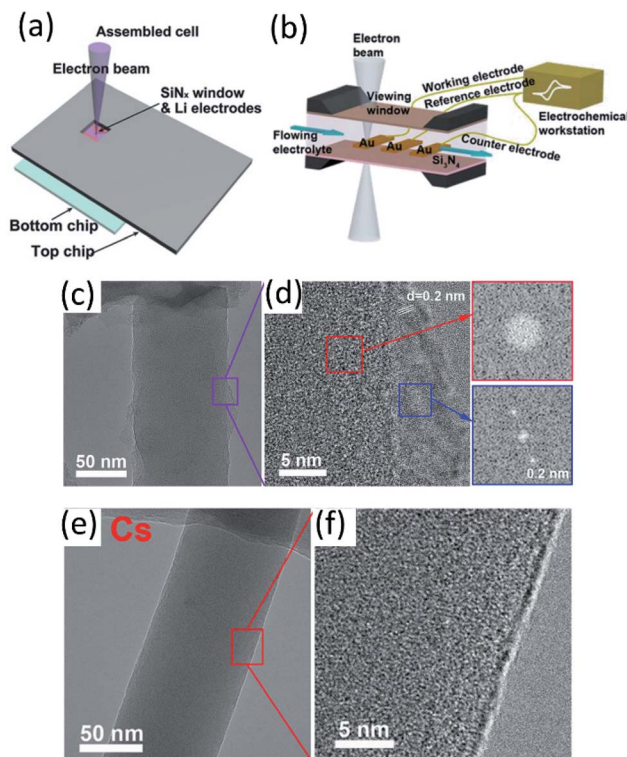 (a)
Assembled cell
Electron beam
SiNx window
& Li electrodes
Bottom chip
Top chip
(b)
Electron
beam
Viewing
window
Working electrode
Reference electrode
Electrochemical
workstation
Flowing
electrolyte
Au
Au
Au
Counter electrode
Si3N4
(c)
50 nm
(d)
d=0.2 nm
5 nm
0.2 nm
(e)
Cs
50 nm
(f)
5 nm